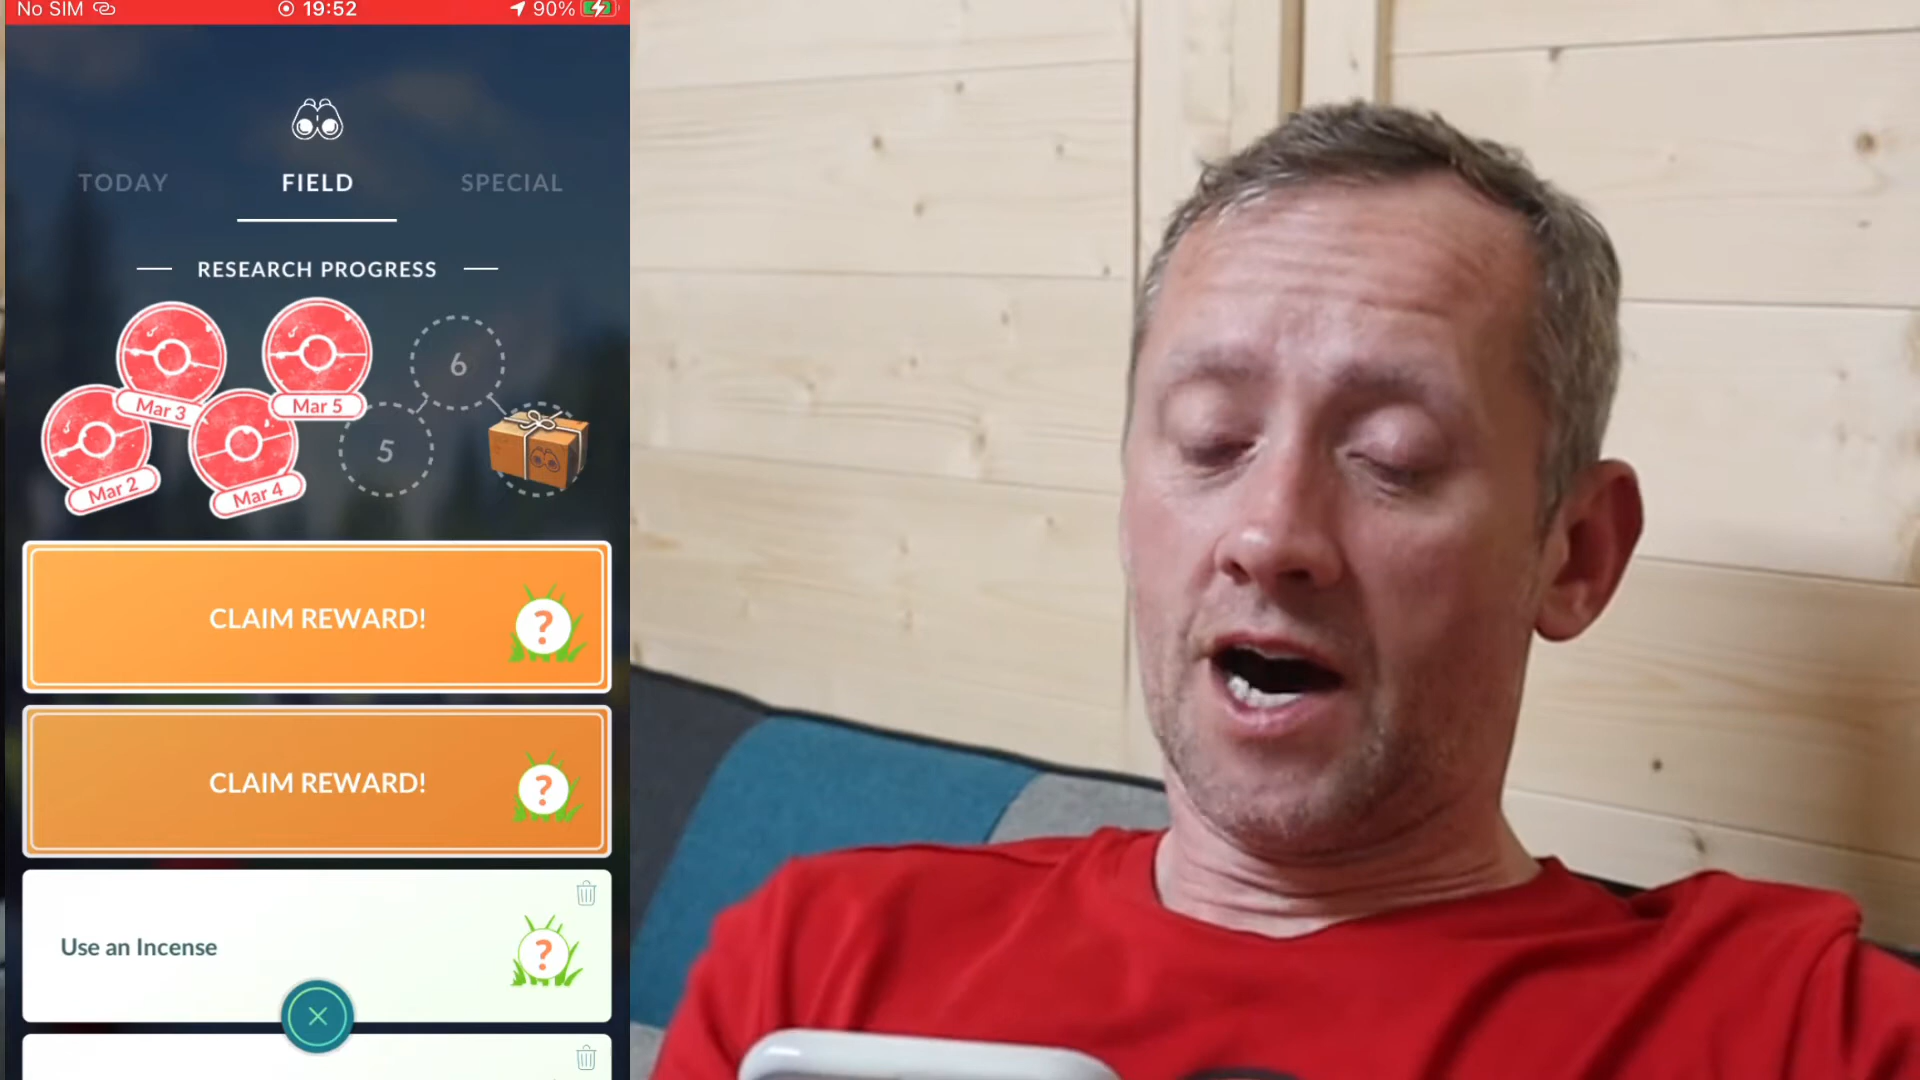 No SIM 19:52 90%
TODAY FIELD SPECIAL
RESEARCH PROGRESS
Mar 3 Mar 5 6
Mar 2 Mar 4 5
CLAIM REWARD! ?
CLAIM REWARD! ?
Use an Incense ?